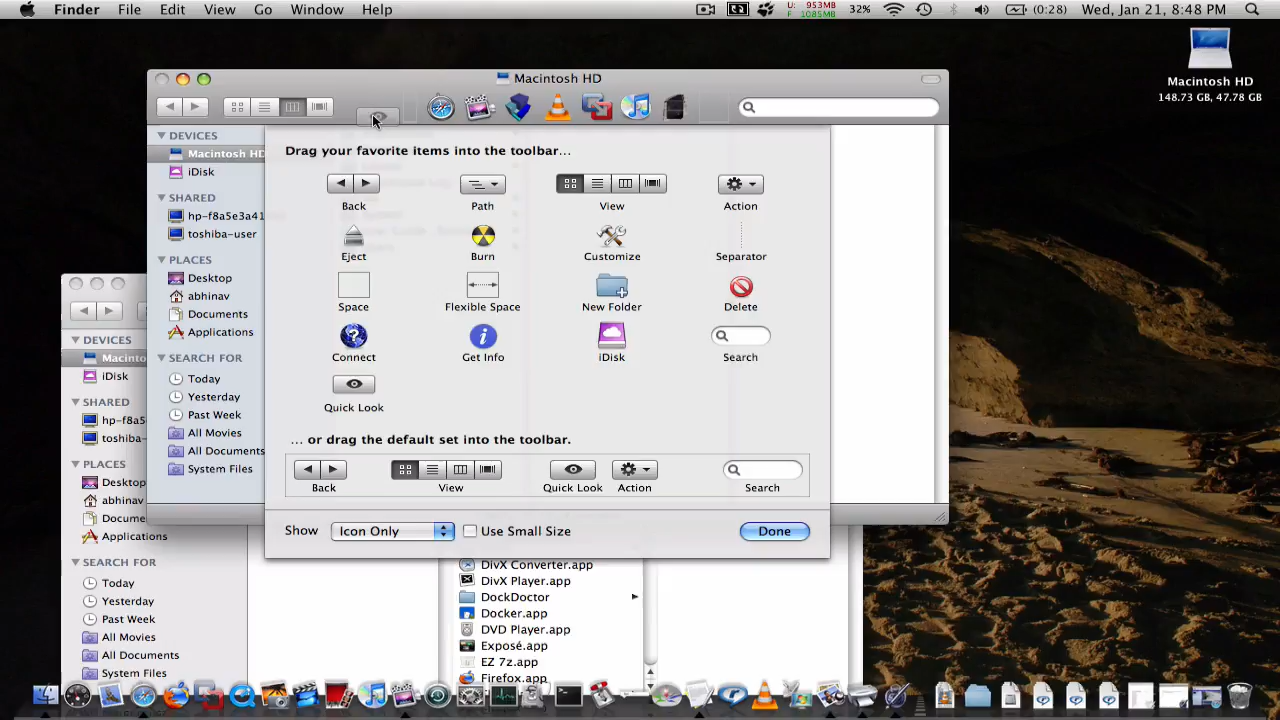 Finder File Edit View Go Window Help
U: 953MB
F: 1085MB
32% (0:28) Wed, Jan 21, 8:48 PM
Macintosh HD
148.73 GB, 47.78 GB
Macintosh HD
DEVICES
Macintosh HD
iDisk
SHARED
hp-f8a5e3a41
toshiba-user
PLACES
Desktop
abhinav
Documents
Applications
SEARCH FOR
Today
Yesterday
Past Week
All Movies
All Documents
System Files
Drag your favorite items into the toolbar...
Back Path View Action
Eject Burn Customize Separator
Space Flexible Space New Folder Delete
Connect Get Info iDisk Search
Quick Look
... or drag the default set into the toolbar.
Back View Quick Look Action Search
Show Icon Only Use Small Size Done
DEVICES
Macinto
iDisk
SHARED
hp-f8a5
toshiba-
PLACES
Desktop
abhinav
Docume
Applications
SEARCH FOR
Today
Yesterday
Past Week
All Movies
All Documents
System Files
DivX Converter.app
DivX Player.app
DockDoctor
Docker.app
DVD Player.app
Exposé.app
EZ 7z.app
Firefox.app